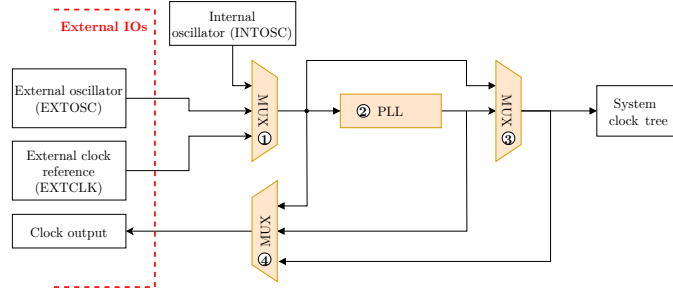 Internal
oscillator (INTOSC)
External IOs
External oscillator
(EXTOSC)
MUX
①
② PLL
MUX
③
System
clock tree
External clock
reference
(EXTCLK)
Clock output
MUX
④